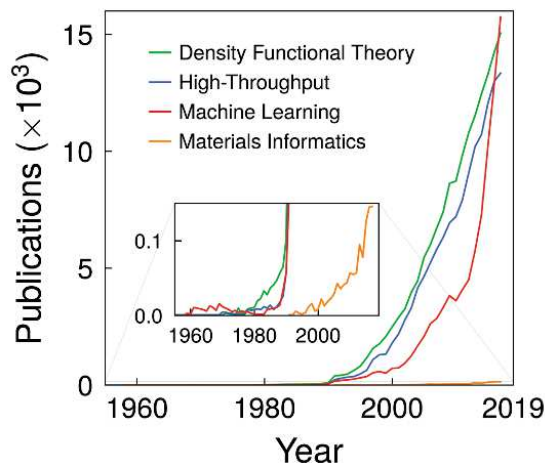 15
10
5
0
Publications (×10³)
Density Functional Theory
High-Throughput
Machine Learning
Materials Informatics
0.1
0.0
1960 1980 2000
1960 1980 2000 2019
Year